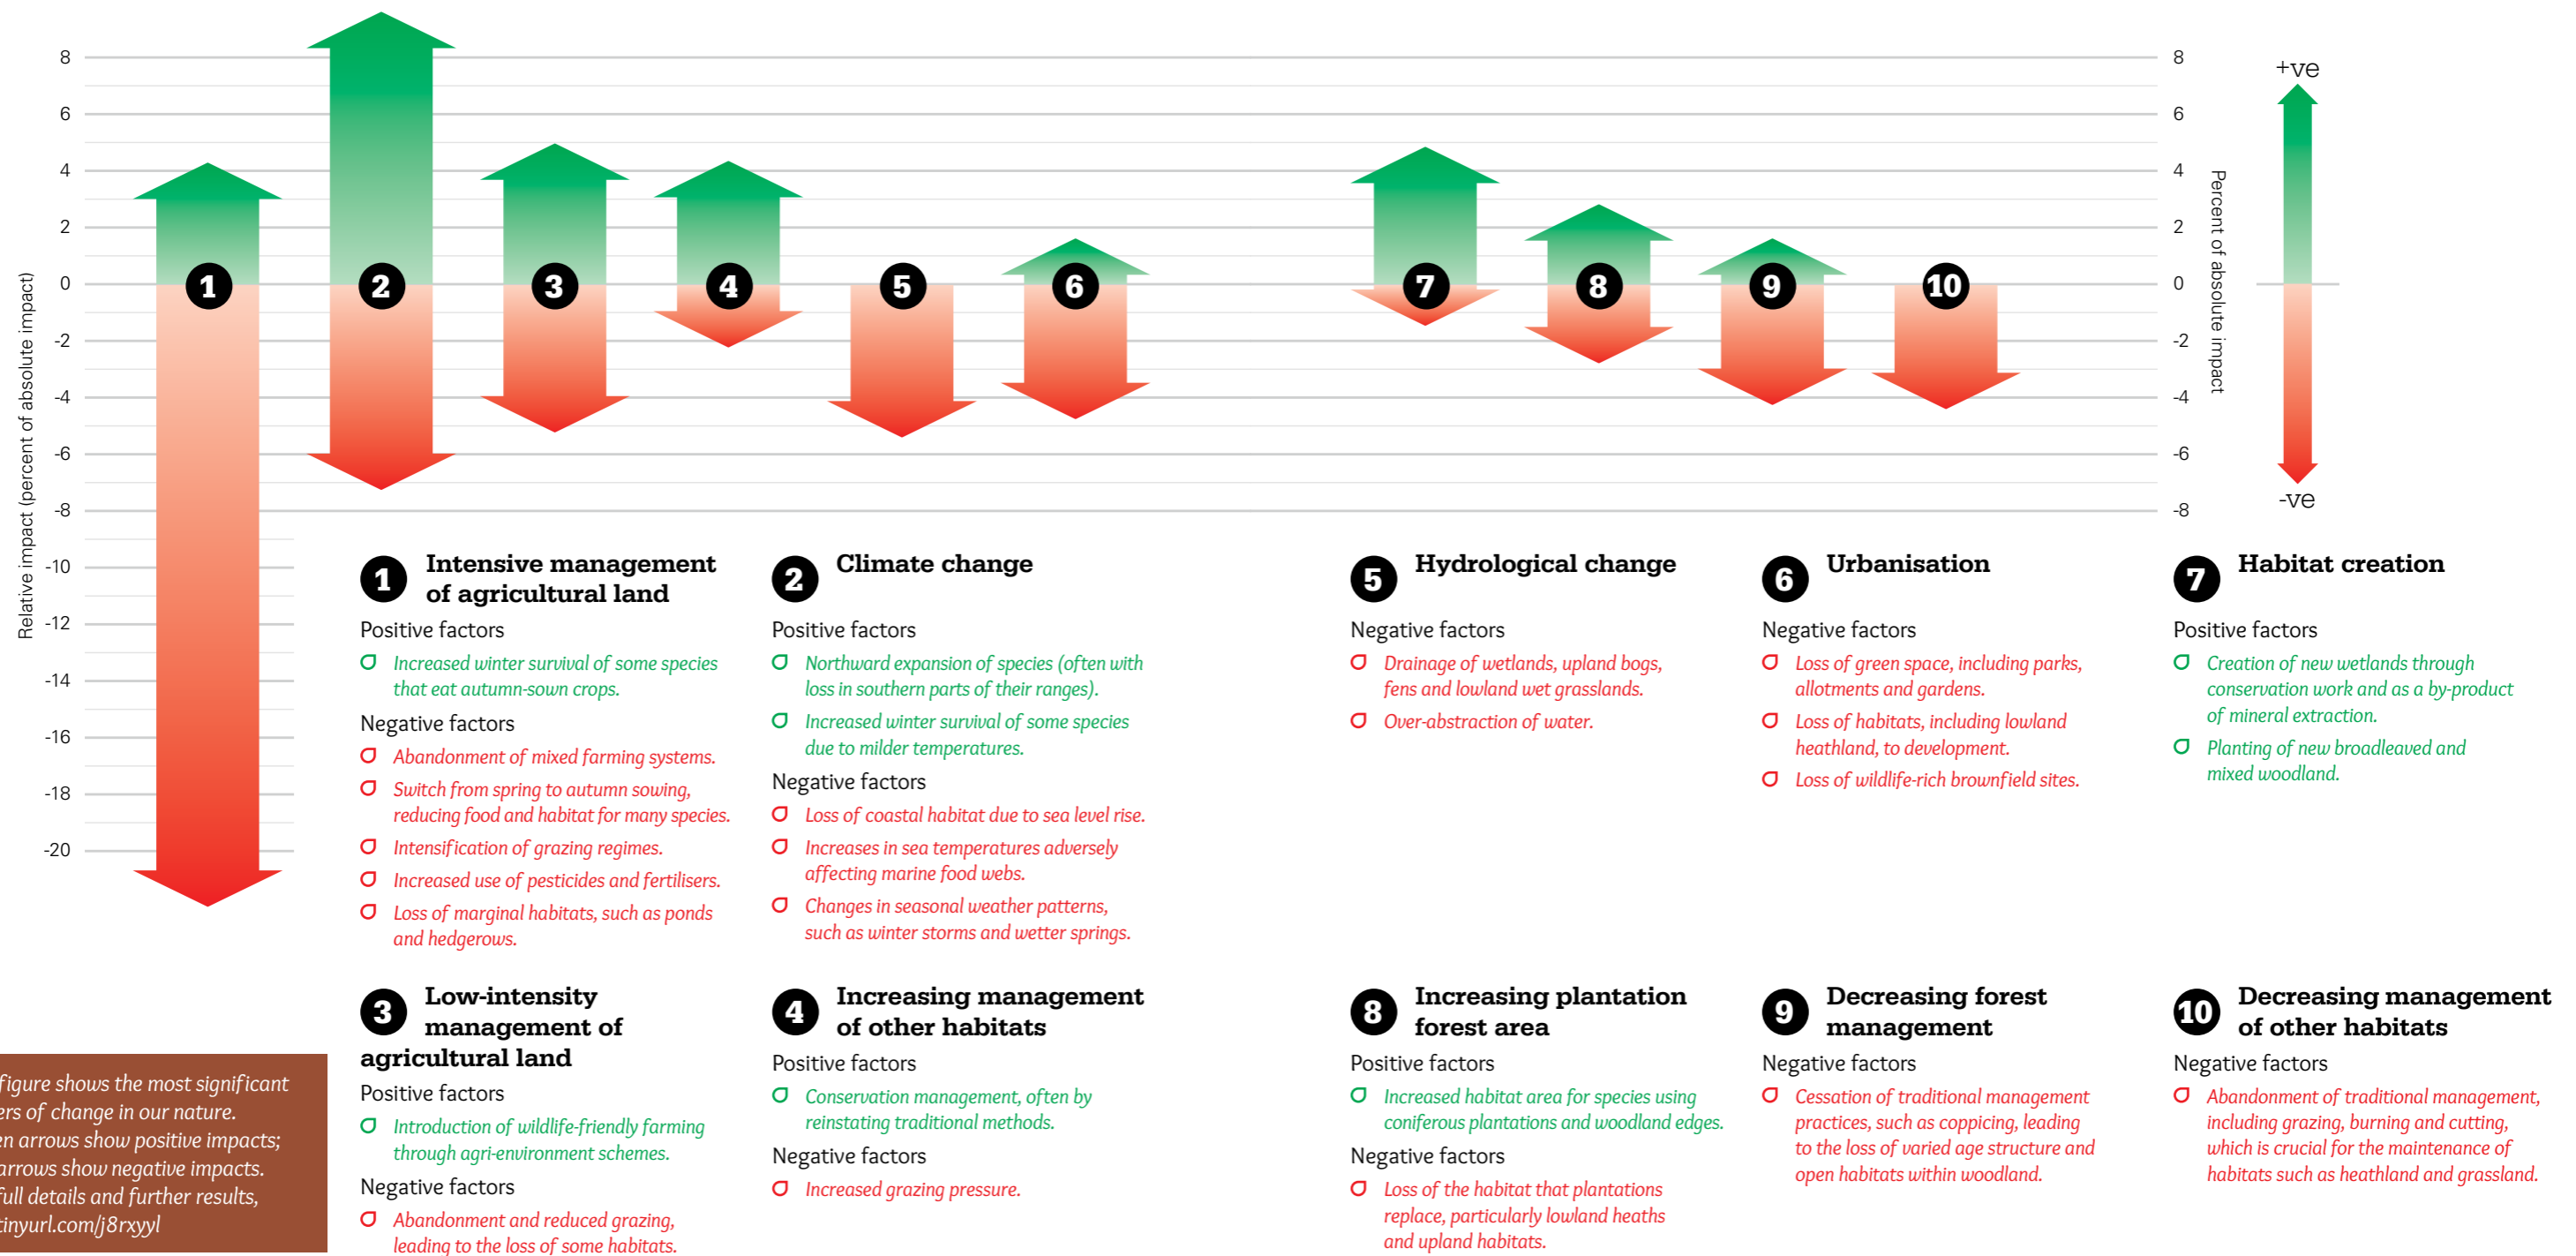 8
6
4
2
0
-2
-4
-6
-8
-10
-12
-14
-16
-18
-20
Relative impact (percent of absolute impact)
1
2
3
4
5
6
7
8
9
10
8
6
4
2
0
-2
-4
-6
-8
Percent of absolute impact
+ve
-ve
1 Intensive management
of agricultural land
Positive factors
Increased winter survival of some species
that eat autumn-sown crops.
Negative factors
Abandonment of mixed farming systems.
Switch from spring to autumn sowing,
reducing food and habitat for many species.
Intensification of grazing regimes.
Increased use of pesticides and fertilisers.
Loss of marginal habitats, such as ponds
and hedgerows.
2 Climate change
Positive factors
Northward expansion of species (often with
loss in southern parts of their ranges).
Increased winter survival of some species
due to milder temperatures.
Negative factors
Loss of coastal habitat due to sea level rise.
Increases in sea temperatures adversely
affecting marine food webs.
Changes in seasonal weather patterns,
such as winter storms and wetter springs.
5 Hydrological change
Negative factors
Drainage of wetlands, upland bogs,
fens and lowland wet grasslands.
Over-abstraction of water.
6 Urbanisation
Negative factors
Loss of green space, including parks,
allotments and gardens.
Loss of habitats, including lowland
heathland, to development.
Loss of wildlife-rich brownfield sites.
7 Habitat creation
Positive factors
Creation of new wetlands through
conservation work and as a by-product
of mineral extraction.
Planting of new broadleaved and
mixed woodland.
3 Low-intensity
management of
agricultural land
Positive factors
Introduction of wildlife-friendly farming
through agri-environment schemes.
Negative factors
Abandonment and reduced grazing,
leading to the loss of some habitats.
4 Increasing management
of other habitats
Positive factors
Conservation management, often by
reinstating traditional methods.
Negative factors
Increased grazing pressure.
8 Increasing plantation
forest area
Positive factors
Increased habitat area for species using
coniferous plantations and woodland edges.
Negative factors
Loss of the habitat that plantations
replace, particularly lowland heaths
and upland habitats.
9 Decreasing forest
management
Negative factors
Cessation of traditional management
practices, such as coppicing, leading
to the loss of varied age structure and
open habitats within woodland.
10 Decreasing management
of other habitats
Negative factors
Abandonment of traditional management,
including grazing, burning and cutting,
which is crucial for the maintenance of
habitats such as heathland and grassland.
figure shows the most significant
of change in our nature.
arrows show positive impacts;
arrows show negative impacts.
full details and further results,
tinyurl.com/j8rxyyl